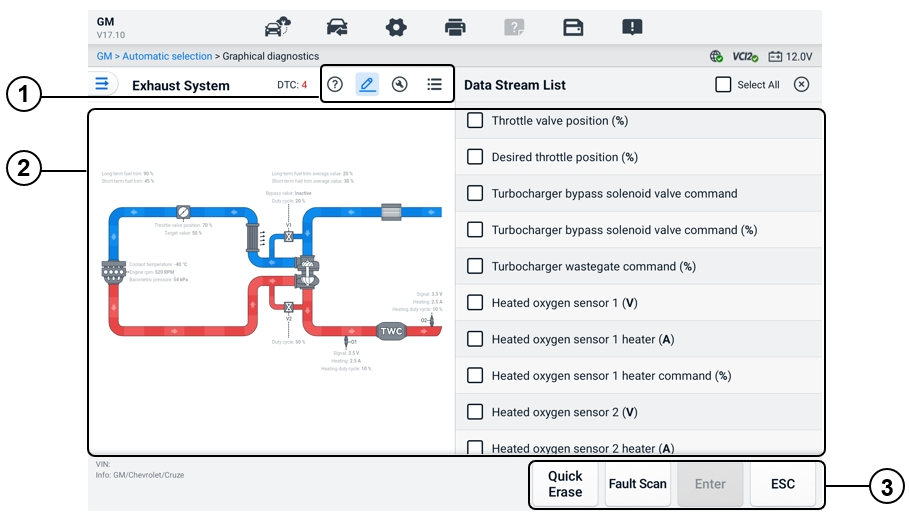 GM
V17.10
GM > Automatic selection > Graphical diagnostics
VCI2
12.0V
1
Exhaust System
DTC: 4
Data Stream List
Select All
2
Long-term fuel trim: 90 %
Short-term fuel trim: 45 %
Long-term fuel trim average value: 20 %
Short-term fuel trim average value: 30 %
Bypass valve: Inactive
Duty cycle: 20 %
V1
Throttle valve position: 70 %
Target value: 50 %
Coolant temperature: -40 °C
Engine rpm: 520 RPM
Barometric pressure: 54 kPa
Signal: 3.5 V
Heating: 2.5 A
Heating duty cycle: 10 %
O2
V2
TWC
Duty cycle: 30 %
O1
Signal: 3.5 V
Heating: 2.5 A
Heating duty cycle: 10 %
Throttle valve position (%)
Desired throttle position (%)
Turbocharger bypass solenoid valve command
Turbocharger bypass solenoid valve command (%)
Turbocharger wastegate command (%)
Heated oxygen sensor 1 (V)
Heated oxygen sensor 1 heater (A)
Heated oxygen sensor 1 heater command (%)
Heated oxygen sensor 2 (V)
Heated oxygen sensor 2 heater (A)
VIN:
Info: GM/Chevrolet/Cruze
Quick
Erase
Fault Scan
Enter
ESC
3